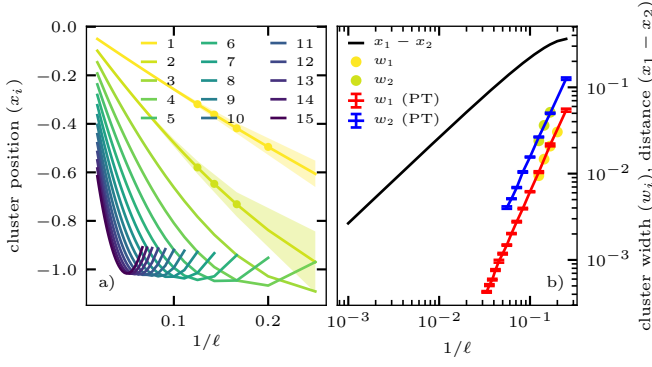 cluster position (x_i)
0.0
−0.2
−0.4
−0.6
−0.8
−1.0
1 6 11
2 7 12
3 8 13
4 9 14
5 10 15
a)
0.1 0.2
1/ℓ
x_1 − x_2
w_1
w_2
w_1 (PT)
w_2 (PT)
b)
10^{−3} 10^{−2} 10^{−1}
1/ℓ
10^{−1}
10^{−2}
10^{−3}
cluster width (w_i), distance (x_1 − x_2)